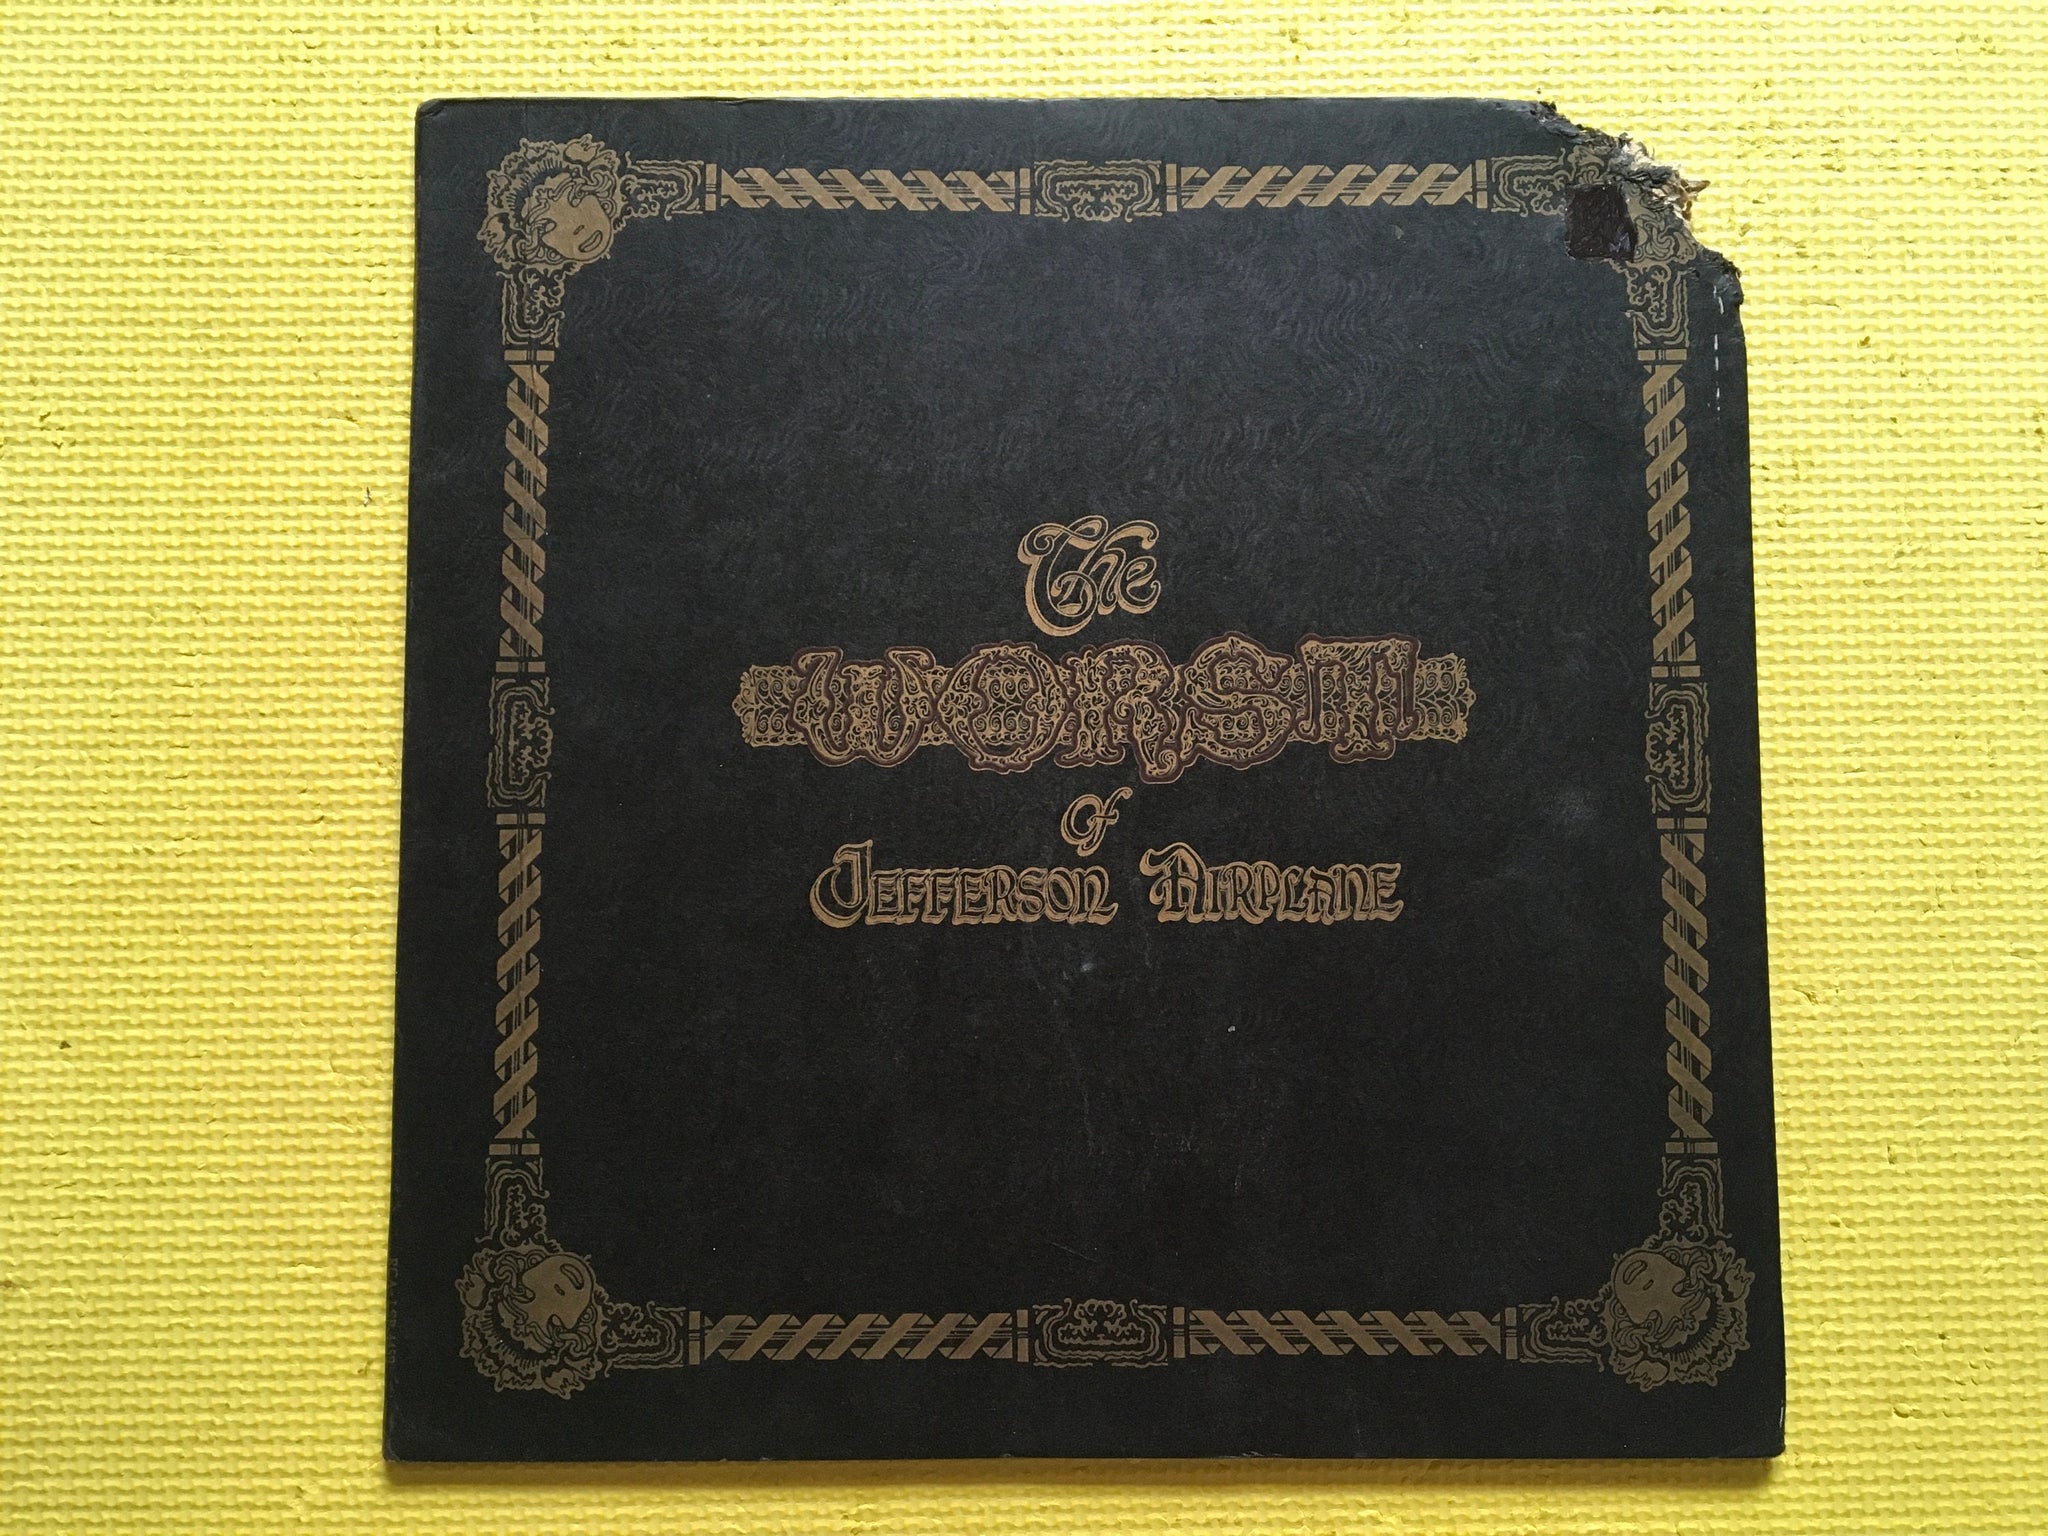 The
WORST
of
JEFFERSON AIRPLANE